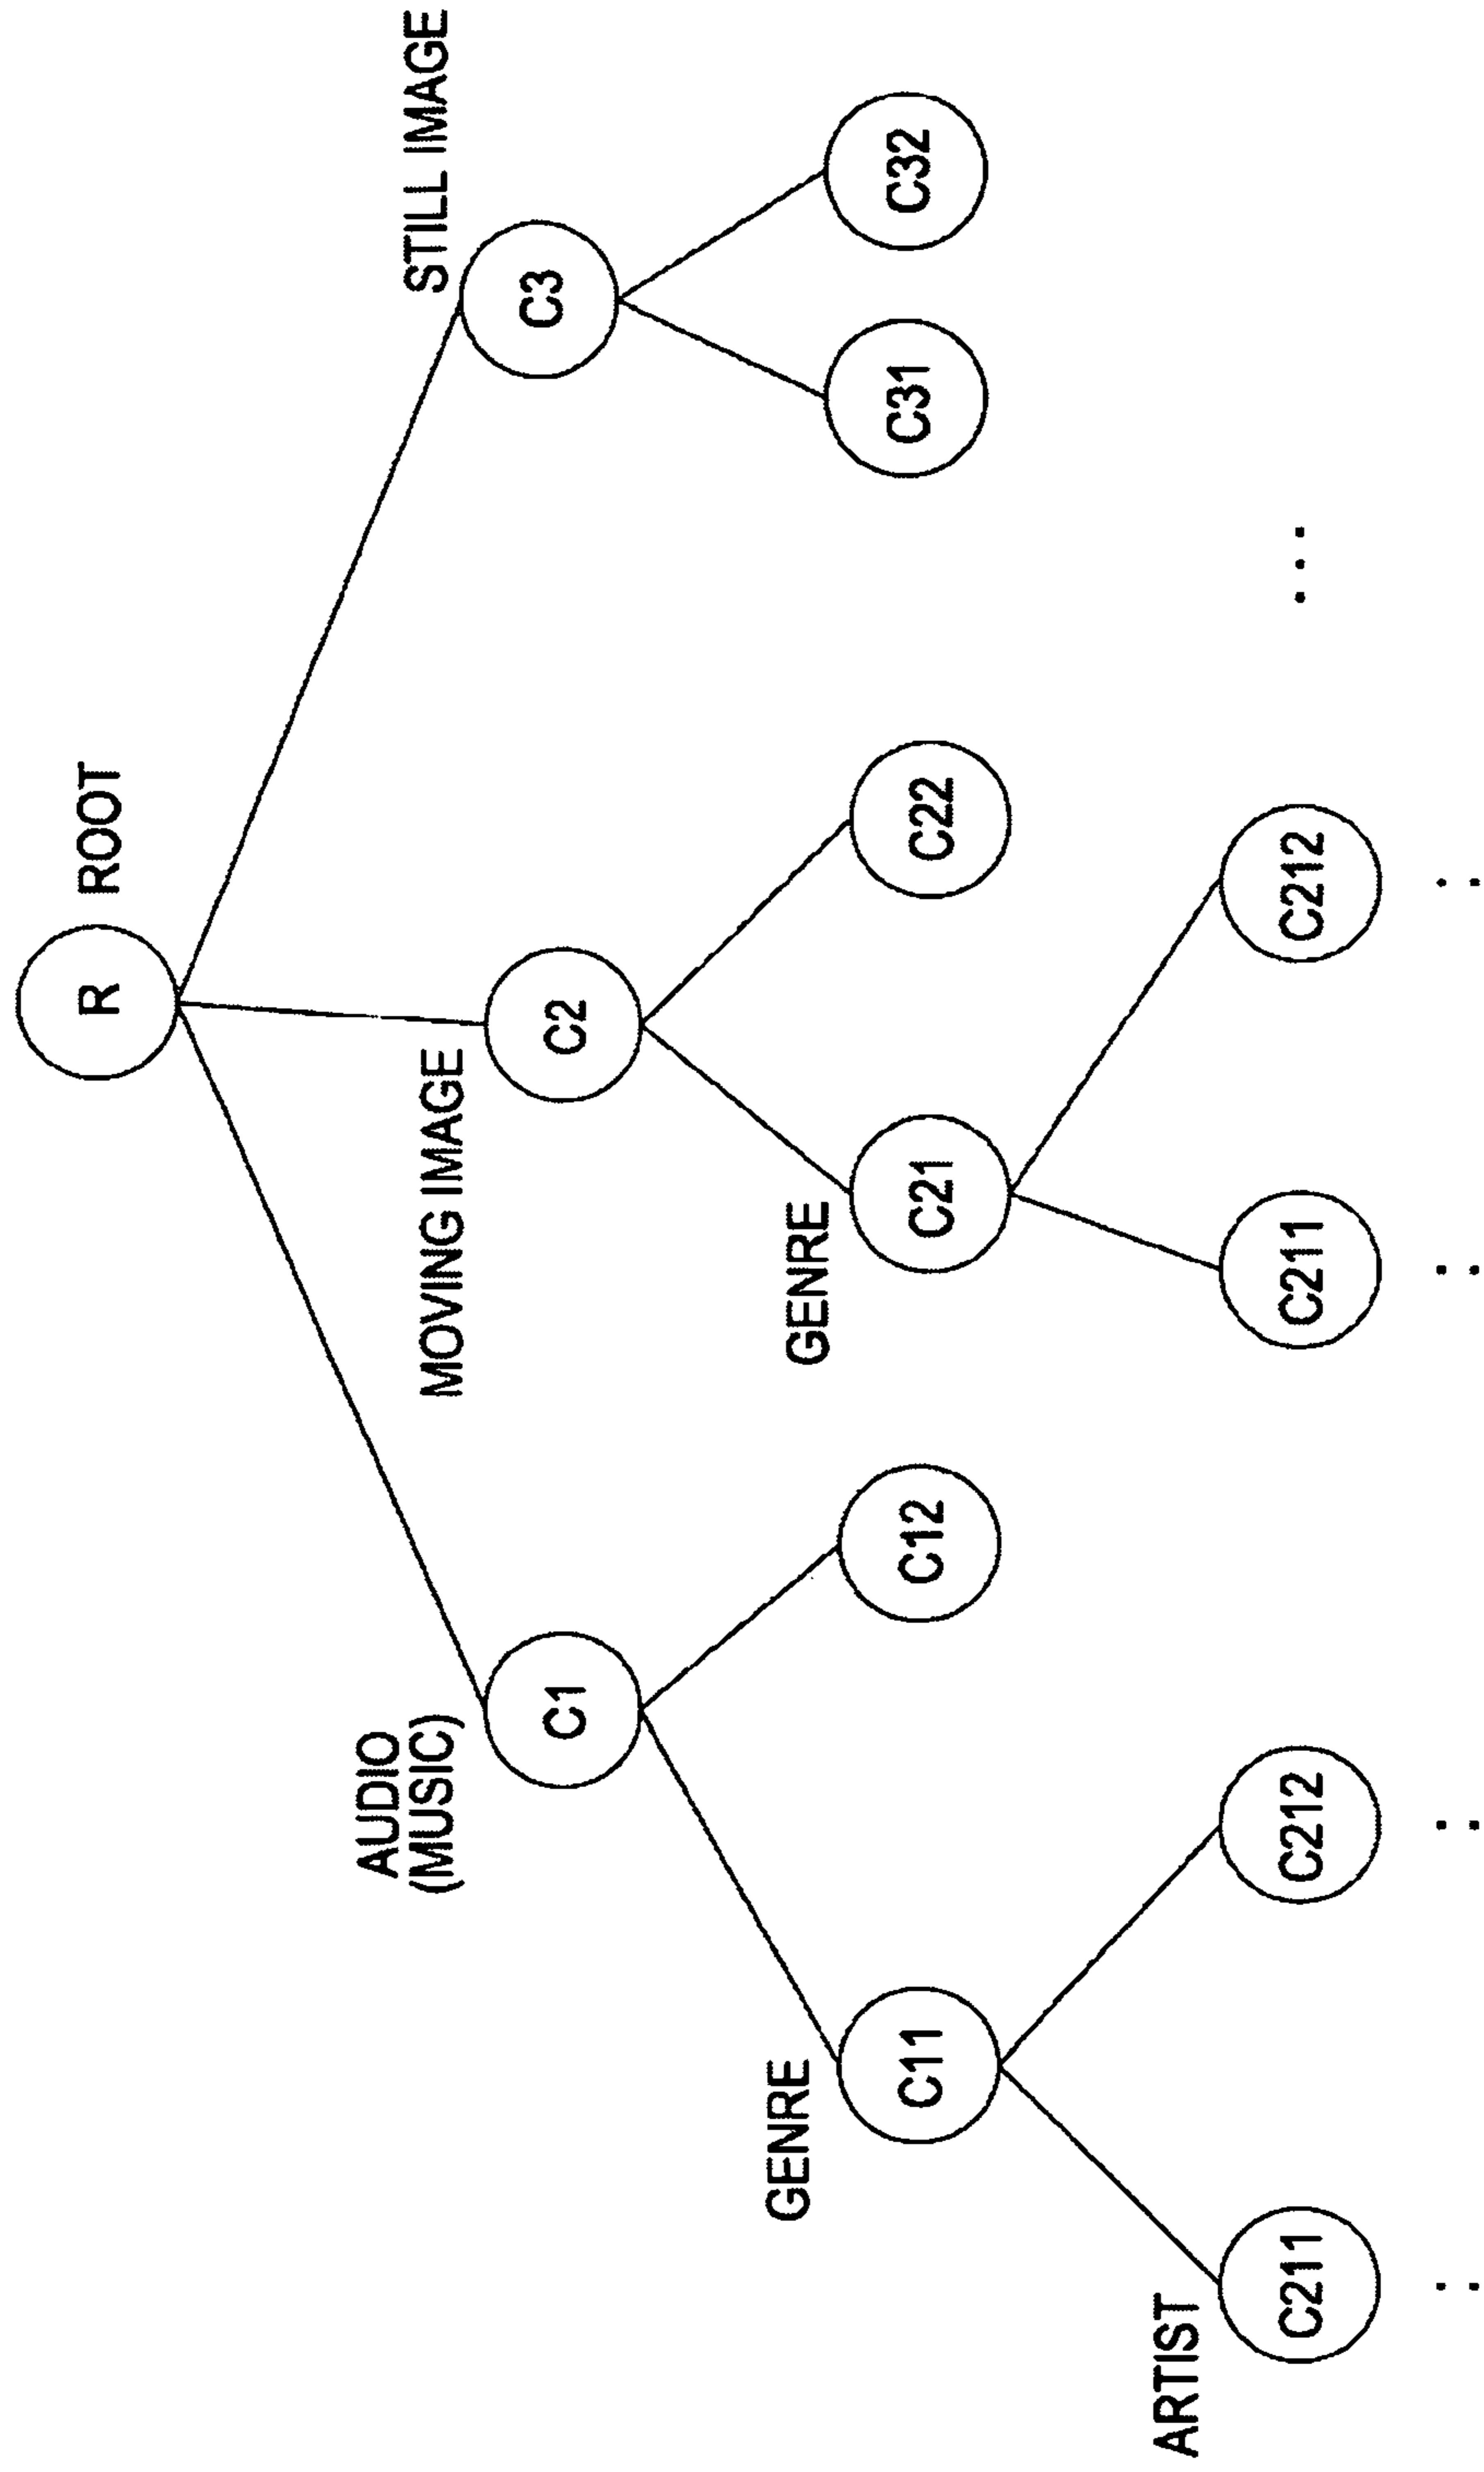 R ROOT
AUDIO
(MUSIC)
MOVING IMAGE
STILL IMAGE
C1
C2
C3
GENRE
GENRE
C11
C12
C21
C22
C31
C32
ARTIST
C211
C212
C211
C212